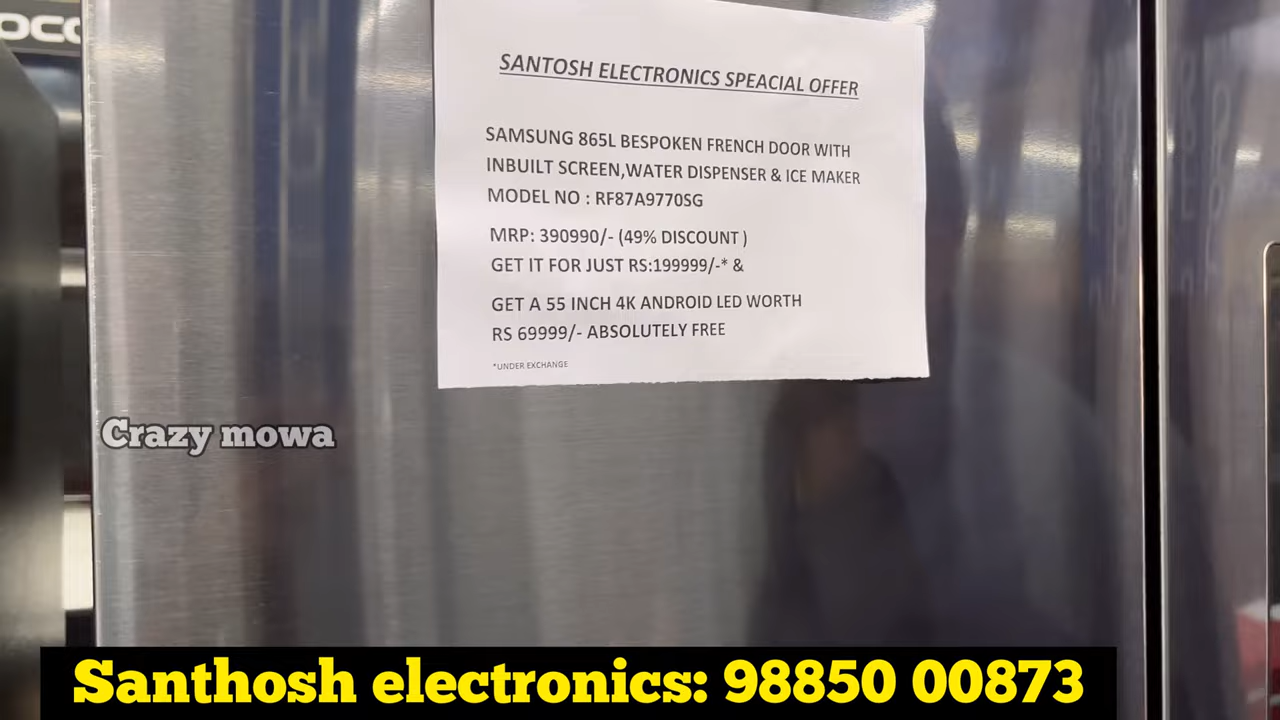 SANTOSH ELECTRONICS SPEACIAL OFFER
SAMSUNG 865L BESPOKEN FRENCH DOOR WITH
INBUILT SCREEN,WATER DISPENSER & ICE MAKER
MODEL NO : RF87A9770SG
MRP: 390990/- (49% DISCOUNT )
GET IT FOR JUST RS:199999/-* &
GET A 55 INCH 4K ANDROID LED WORTH
RS 69999/- ABSOLUTELY FREE
*UNDER EXCHANGE
Crazy mowa
Santhosh electronics: 98850 00873